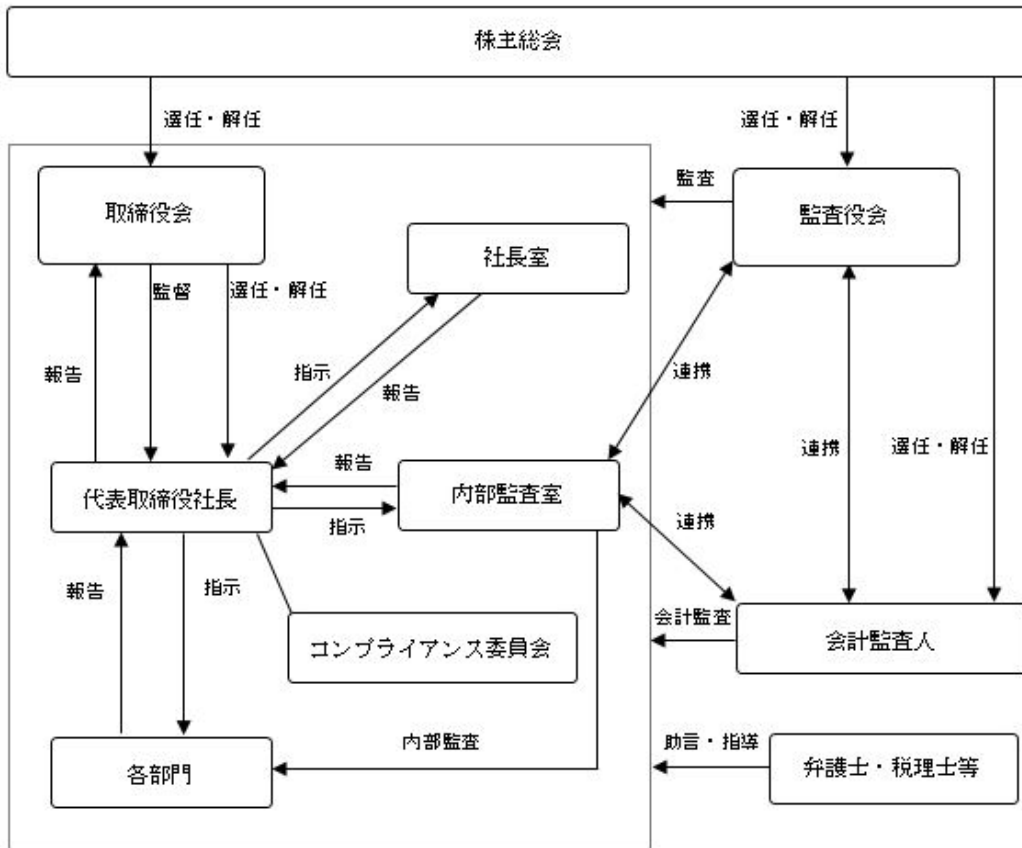 株主総会
選任・解任
選任・解任
監査
取締役会
監査役会
社長室
監督
選任・解任
報告
指示
報告
連携
報告
連携
選任・解任
代表取締役社長
内部監査室
指示
連携
報告
指示
会計監査
コンプライアンス委員会
会計監査人
内部監査
助言・指導
各部門
弁護士・税理士等